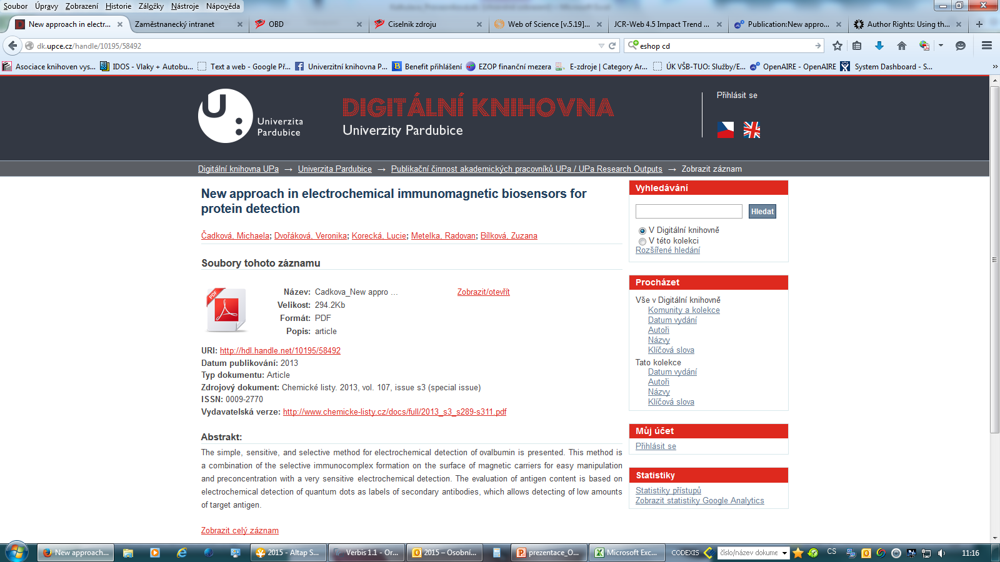 Soubor Úpravy Zobrazení Historie Záložky Nástroje Nápověda
New approach in electr... Zaměstnanecký intranet OBD Ciselnik zdroju Web of Science [v.5.19]... JCR-Web 4.5 Impact Trend ... Publication:New appro... Author Rights: Using th...
dk.upce.cz/handle/10195/58492 eshop cd
Asociace knihoven vys... IDOS - Vlaky + Autobu... Text a web - Google Př... Univerzitní knihovna P... Benefit přihlášení EZOP finanční mezera E-zdroje | Category Ar... ÚK VŠB-TUO: Služby/E... OpenAIRE - OpenAIRE System Dashboard - S...
Univerzita
Pardubice
DIGITÁLNÍ KNIHOVNA
Univerzity Pardubice
Přihlásit se
Digitální knihovna UPa → Univerzita Pardubice → Publikační činnost akademických pracovníků UPa / UPa Research Outputs → Zobrazit záznam
New approach in electrochemical immunomagnetic biosensors for
protein detection
Čadková, Michaela; Dvořáková, Veronika; Korecká, Lucie; Metelka, Radovan; Bílková, Zuzana
Soubory tohoto záznamu
PDF
Název: Cadkova_New appro ... Zobrazit/otevřít
Velikost: 294.2Kb
Formát: PDF
Popis: article
URI: http://hdl.handle.net/10195/58492
Datum publikování: 2013
Typ dokumentu: Article
Zdrojový dokument: Chemické listy. 2013, vol. 107, issue s3 (special issue)
ISSN: 0009-2770
Vydavatelská verze: http://www.chemicke-listy.cz/docs/full/2013_s3_s289-s311.pdf
Abstrakt:
The simple, sensitive, and selective method for electrochemical detection of ovalbumin is presented. This method is
a combination of the selective immunocomplex formation on the surface of magnetic carriers for easy manipulation
and preconcentration with a very sensitive electrochemical detection. The evaluation of antigen content is based on
electrochemical detection of quantum dots as labels of secondary antibodies, which allows detecting of low amounts
of target antigen.
Zobrazit celý záznam
Vyhledávání
Hledat
V Digitální knihovně
V této kolekci
Rozšířené hledání
Procházet
Vše v Digitální knihovně
Komunity a kolekce
Datum vydání
Autoři
Názvy
Klíčová slova
Tato kolekce
Datum vydání
Autoři
Názvy
Klíčová slova
Můj účet
Přihlásit se
Statistiky
Statistiky přístupů
Zobrazit statistiky Google Analytics
New approach... 2015 - Altap S... Verbis 1.1 - Or... 2015 – Osobní... prezentace_O... Microsoft Exc... CODEXIS číslo/název dokume CS 11:16